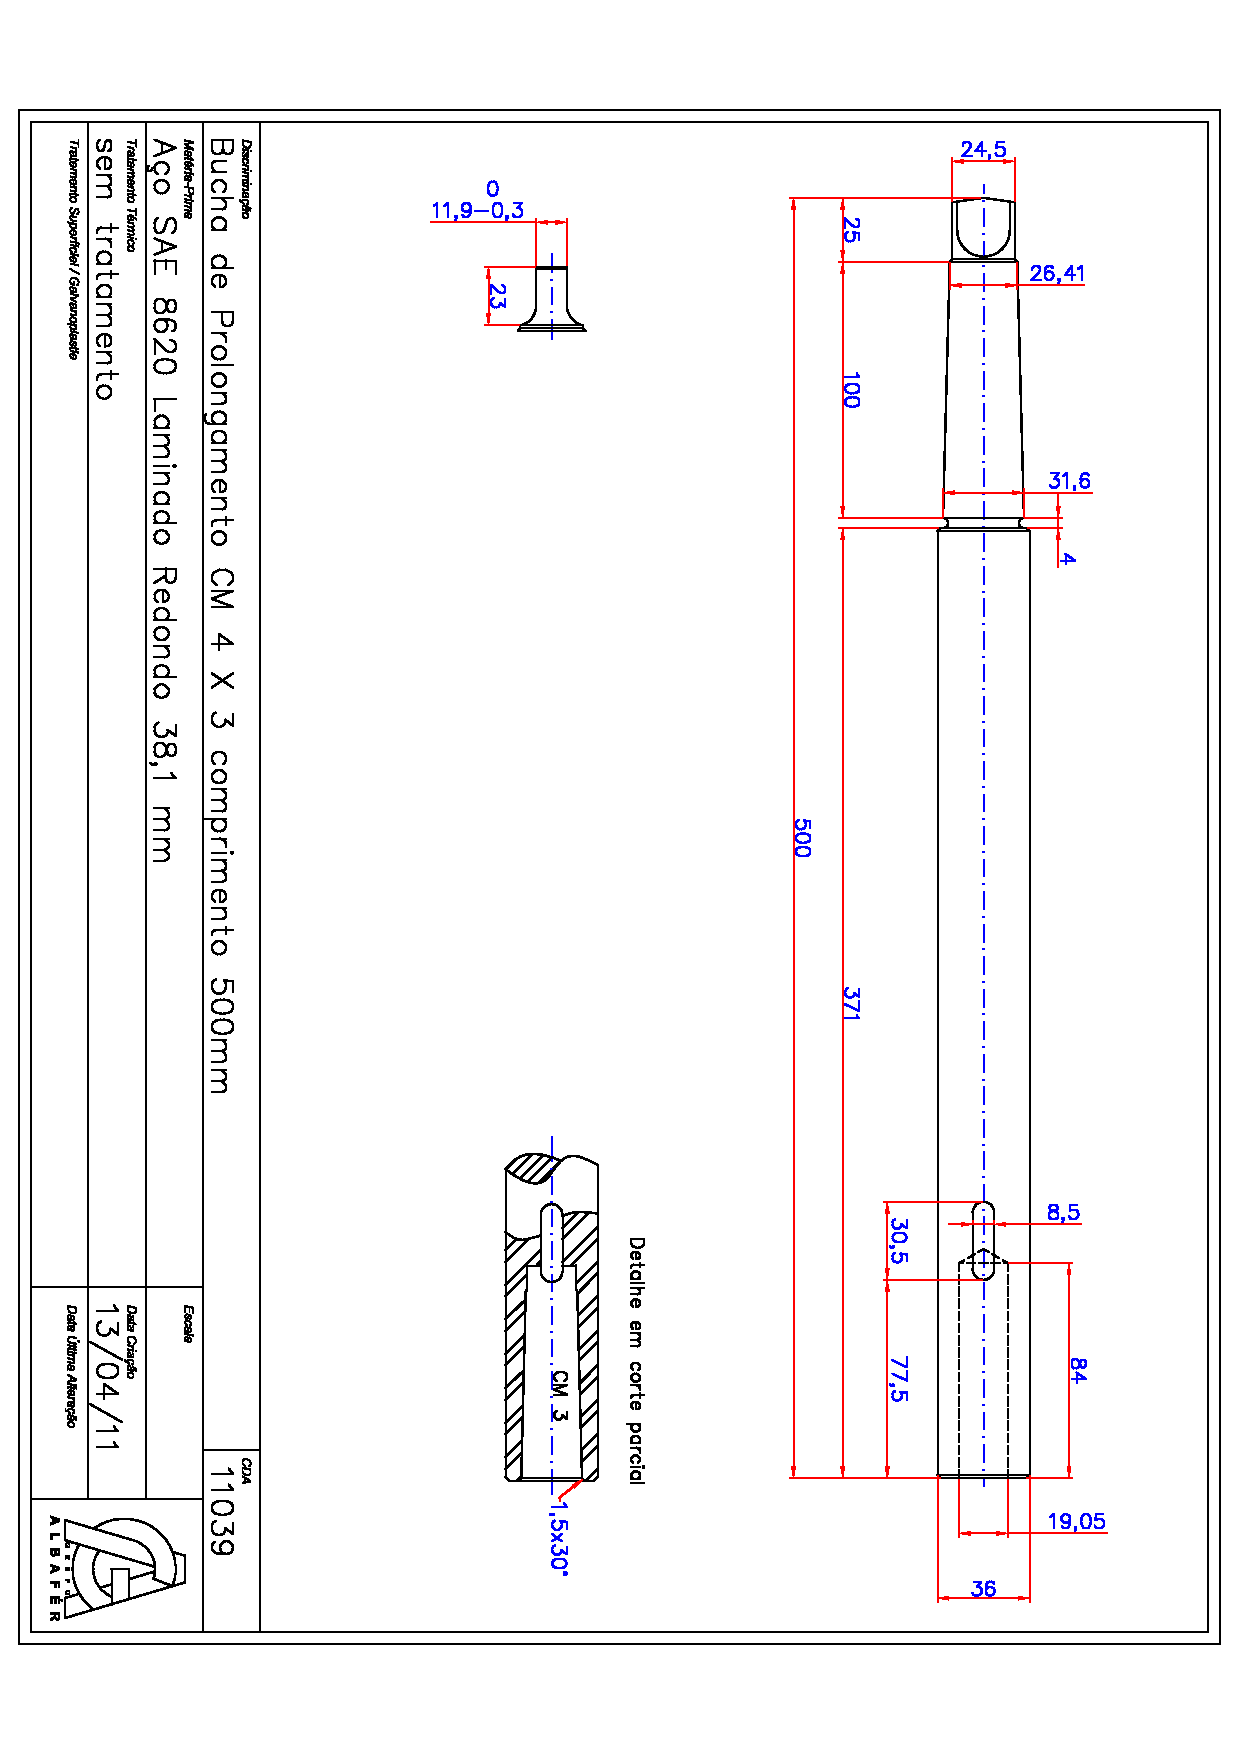 24,5
25
26,41
100
31,6
4
500
371
8,5
30,5
77,5
84
19,05
36
0
11,9-0,3
23
Detalhe em corte parcial
CM 3
1,5x30°
Discriminação
Bucha de Prolongamento CM 4 X 3 comprimento 500mm
CDA
11039
Matéria-Prima
Aço SAE 8620 Laminado Redondo 38,1 mm
Escala
Tratamento Térmico
sem tratamento
Data Criação
13/04/11
Tratamento Superficial / Galvanoplastia
Data Última Alteração
ALBAFÉR